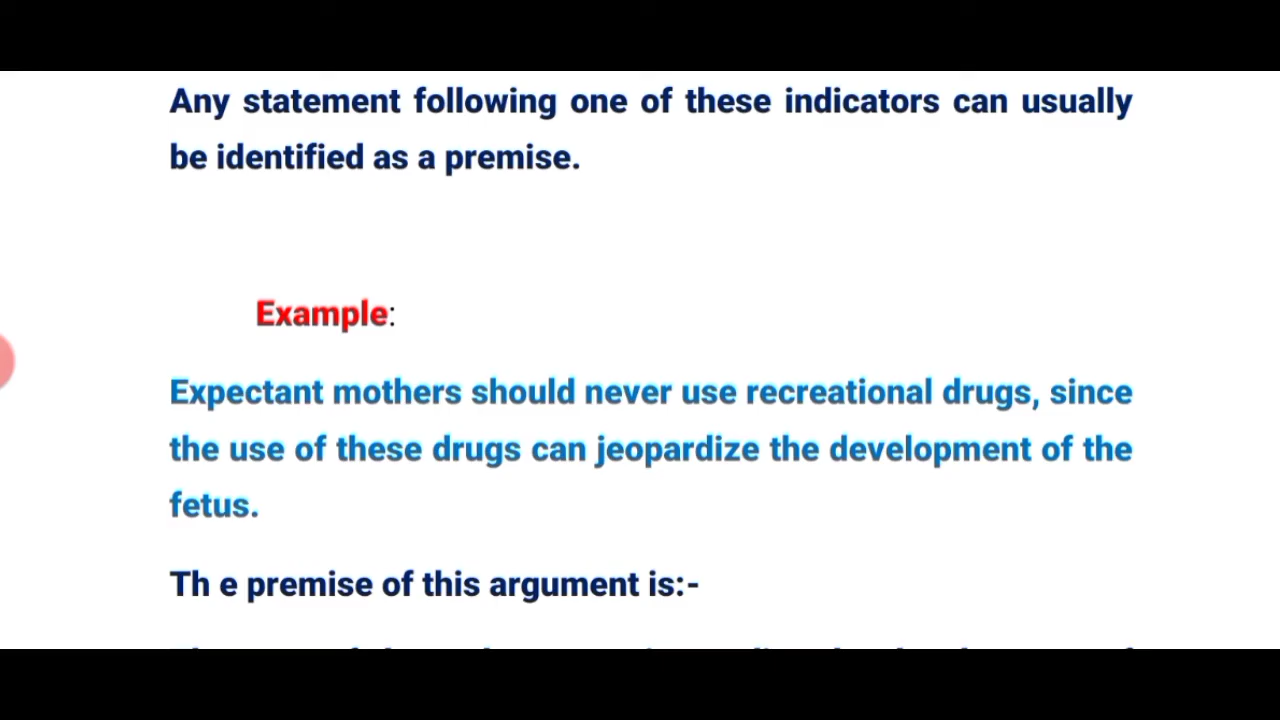 Any statement following one of these indicators can usually
be identified as a premise.
Example:
Expectant mothers should never use recreational drugs, since
the use of these drugs can jeopardize the development of the
fetus.
Th e premise of this argument is:-